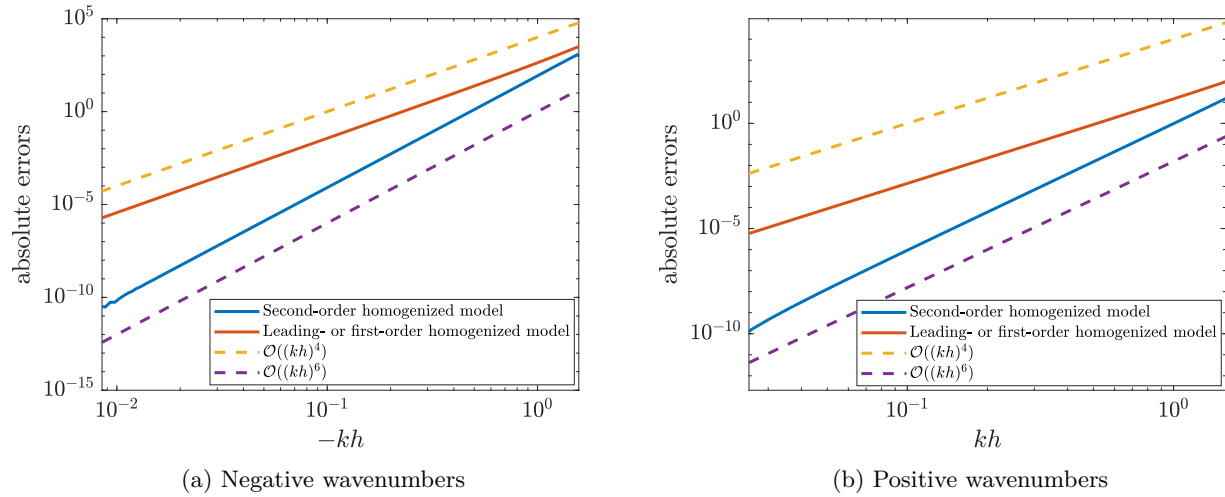 10^5
10^0
10^-5
10^-10
10^-15
absolute errors
Second-order homogenized model
Leading- or first-order homogenized model
O((kh)^4)
O((kh)^6)
10^-2
10^-1
10^0
−kh
(a) Negative wavenumbers
10^0
10^-5
10^-10
absolute errors
Second-order homogenized model
Leading- or first-order homogenized model
O((kh)^4)
O((kh)^6)
10^-1
10^0
kh
(b) Positive wavenumbers